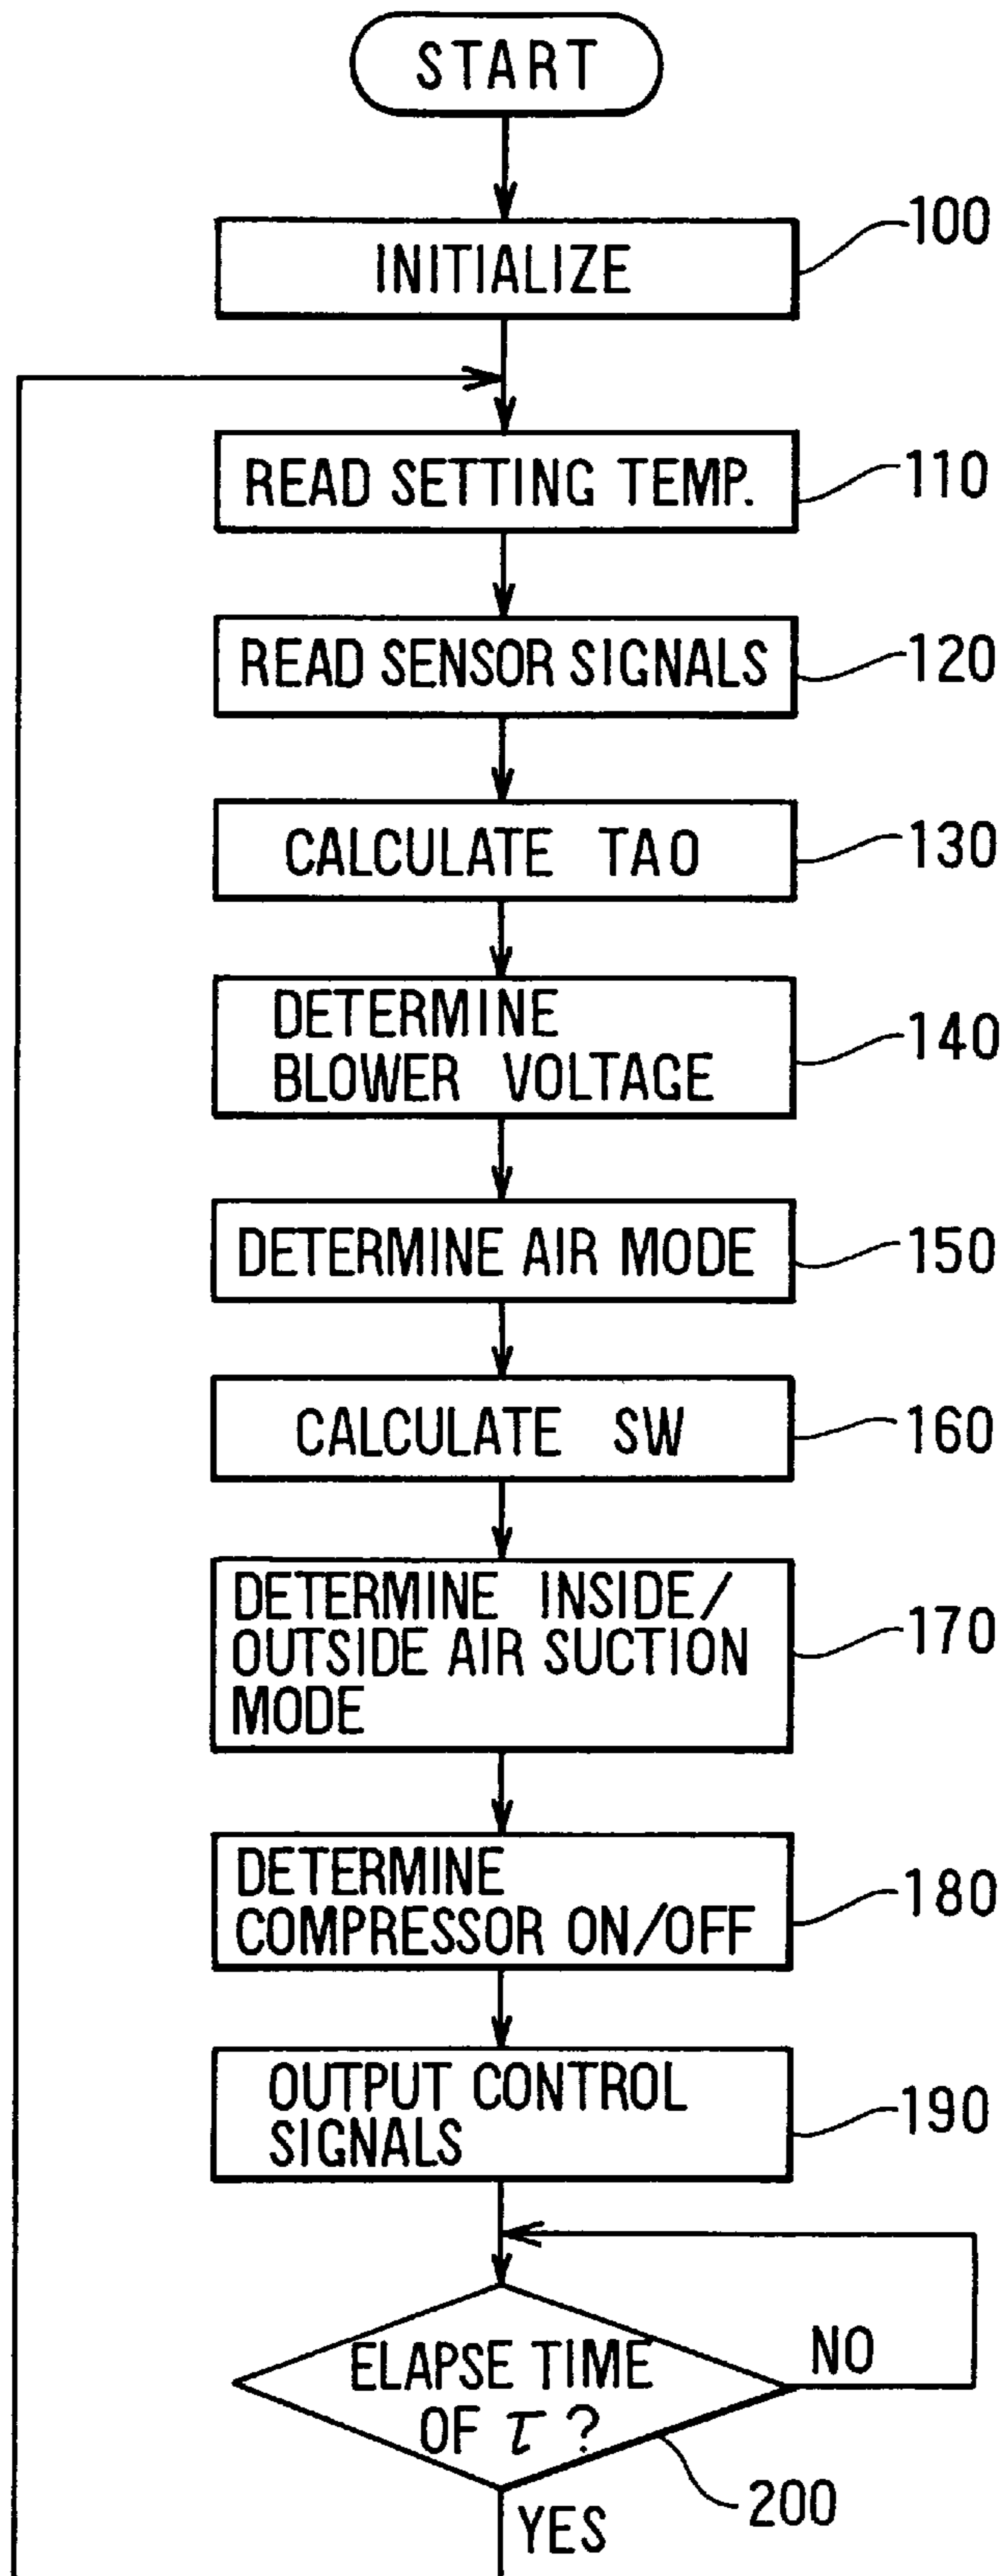 START
INITIALIZE
100
READ SETTING TEMP.
110
READ SENSOR SIGNALS
120
CALCULATE TAO
130
DETERMINE
BLOWER VOLTAGE
140
DETERMINE AIR MODE
150
CALCULATE SW
160
DETERMINE INSIDE/
OUTSIDE AIR SUCTION
MODE
170
DETERMINE
COMPRESSOR ON/OFF
180
OUTPUT CONTROL
SIGNALS
190
ELAPSE TIME
OF τ ?
NO
200
YES